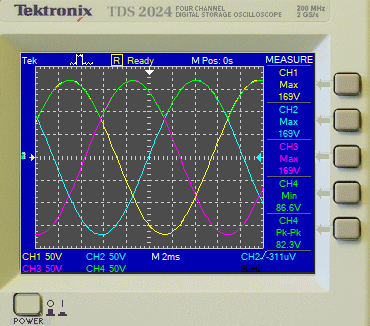 Tektronix TDS 2024 FOUR CHANNEL DIGITAL STORAGE OSCILLOSCOPE 200 MHz 2 GS/s
Tek R Ready M Pos: 0s MEASURE
CH1
Max
169V
CH2
Max
169V
CH3
Max
169V
CH4
Min
86.6V
CH4
Pk-Pk
82.3V
CH1 50V CH2 50V M 2ms CH2 -311uV
CH3 50V CH4 50V
POWER